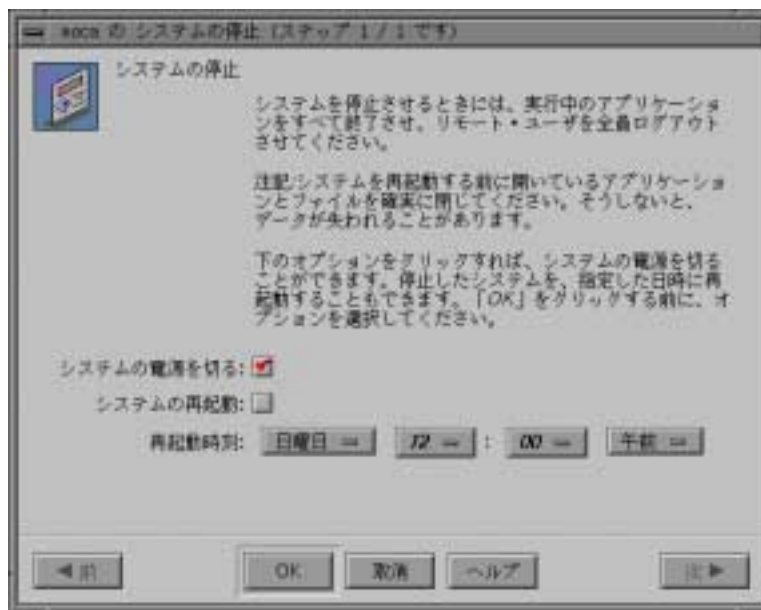 soca の システムの停止 (ステップ 1 / 1 です)
システムの停止
システムを停止させるときには、実行中のアプリケーショ
ンをすべて終了させ、リモート・ユーザを全員ログアウト
させてください。
注記:システムを再起動する前に開いているアプリケーショ
ンとファイルを確実に閉じてください。そうしないと、
データが失われることがあります。
下のオプションをクリックすれば、システムの電源を切る
ことができます。停止したシステムを、指定した日時に再
起動することもできます。「OK」をクリックする前に、オ
プションを選択してください。
システムの電源を切る:
システムの再起動:
再起動時刻: 日曜日 12 : 00 午前
前 OK 取消 ヘルプ 次